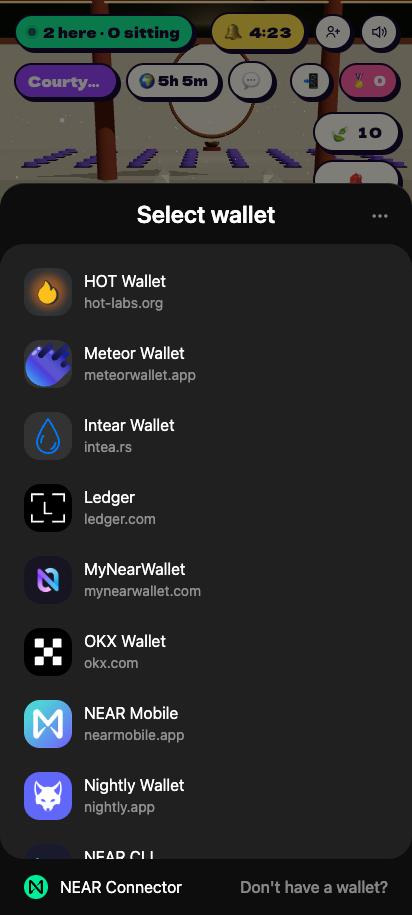 2 here · 0 sitting
4:23
Courty...
5h 5m
0
10
Select wallet
HOT Wallet
hot-labs.org
Meteor Wallet
meteorwallet.app
Intear Wallet
intea.rs
Ledger
ledger.com
MyNearWallet
mynearwallet.com
OKX Wallet
okx.com
NEAR Mobile
nearmobile.app
Nightly Wallet
nightly.app
NEAR CLI
NEAR Connector
Don't have a wallet?